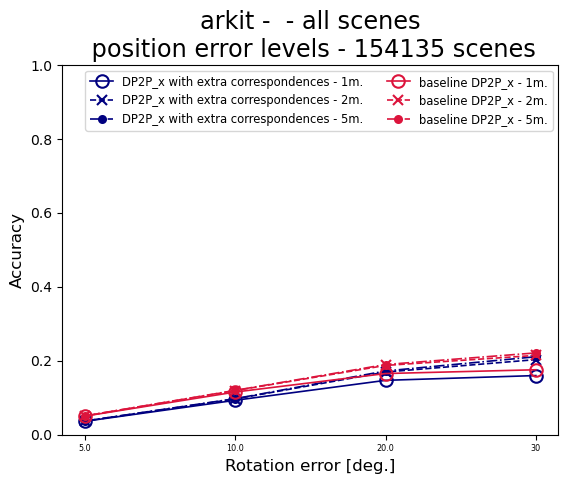 arkit -  - all scenes
position error levels - 154135 scenes
DP2P_x with extra correspondences - 1m.
DP2P_x with extra correspondences - 2m.
DP2P_x with extra correspondences - 5m.
baseline DP2P_x - 1m.
baseline DP2P_x - 2m.
baseline DP2P_x - 5m.
Accuracy
1.0
0.8
0.6
0.4
0.2
0.0
5.0 10.0 20.0 30
Rotation error [deg.]